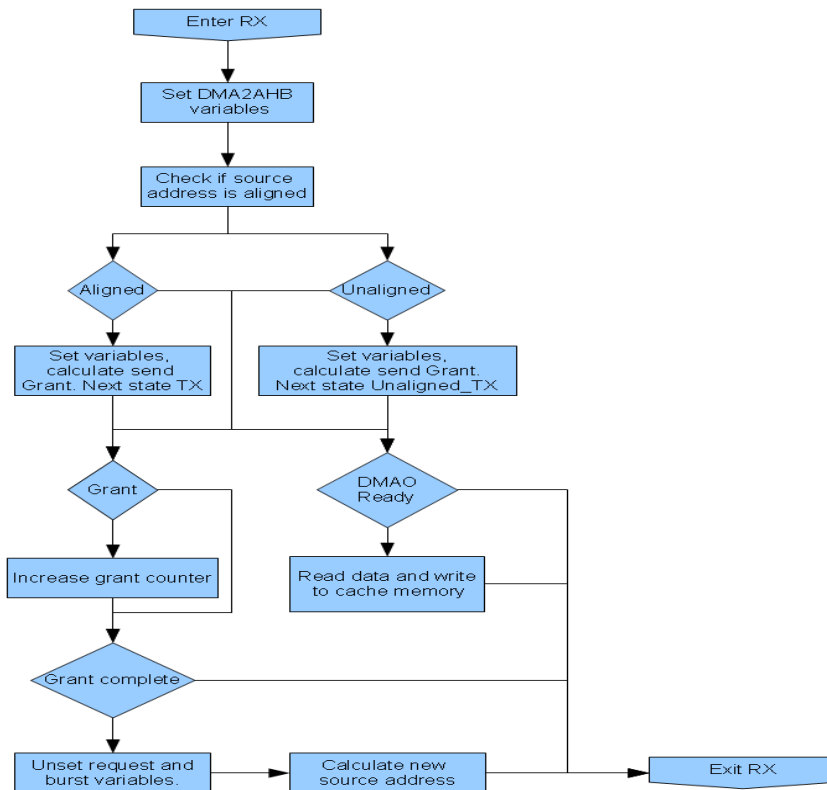 Enter RX
Set DMA2AHB
variables
Check if source
address is aligned
Aligned
Unaligned
Set variables,
calculate send
Grant. Next state TX
Set variables,
calculate send Grant.
Next state Unaligned_TX
Grant
DMAO
Ready
Increase grant counter
Read data and write
to cache memory
Grant complete
Unset request and
burst variables.
Calculate new
source address
Exit RX